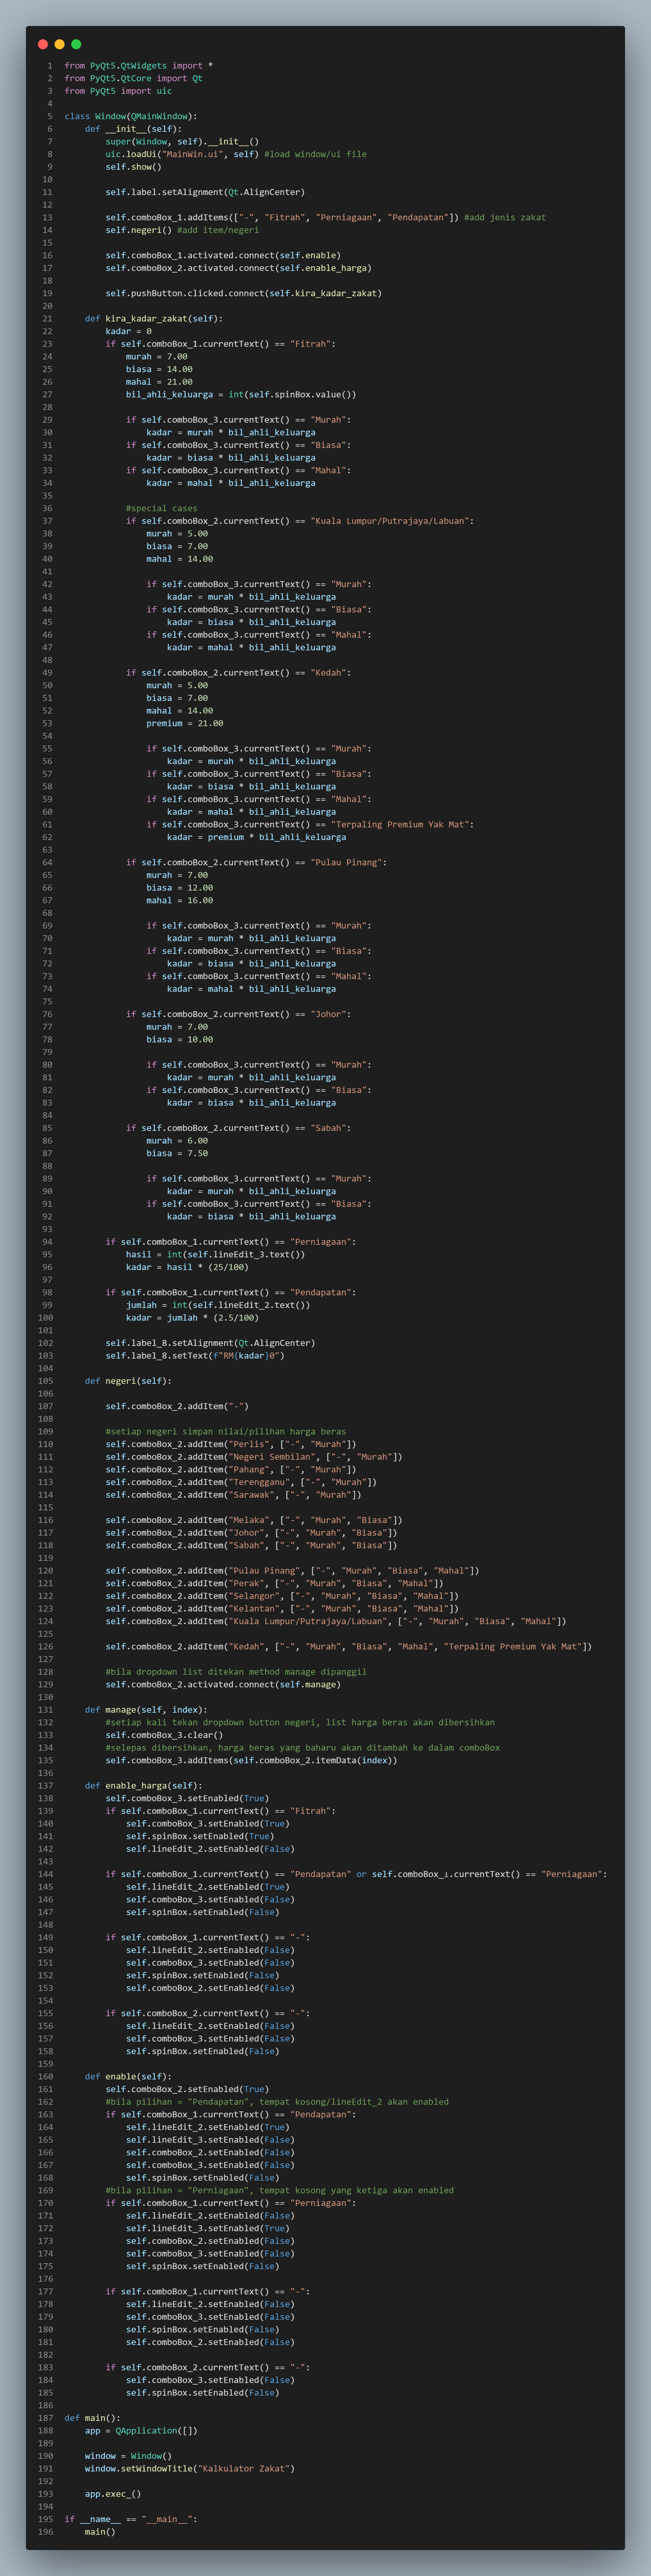 1 from PyQt5.QtWidgets import *
2 from PyQt5.QtCore import Qt
3 from PyQt5 import uic
4
5 class Window(QMainWindow):
6     def __init__(self):
7         super(Window, self).__init__()
8         uic.loadUi("MainWin.ui", self) #load window/ui file
9         self.show()
10
11         self.label.setAlignment(Qt.AlignCenter)
12
13         self.comboBox_1.addItems(["-", "Fitrah", "Perniagaan", "Pendapatan"]) #add jenis zakat
14         self.negeri() #add item/negeri
15
16         self.comboBox_1.activated.connect(self.enable)
17         self.comboBox_2.activated.connect(self.enable_harga)
18
19         self.pushButton.clicked.connect(self.kira_kadar_zakat)
20
21     def kira_kadar_zakat(self):
22         kadar = 0
23         if self.comboBox_1.currentText() == "Fitrah":
24             murah = 7.00
25             biasa = 14.00
26             mahal = 21.00
27             bil_ahli_keluarga = int(self.spinBox.value())
28
29             if self.comboBox_3.currentText() == "Murah":
30                 kadar = murah * bil_ahli_keluarga
31             if self.comboBox_3.currentText() == "Biasa":
32                 kadar = biasa * bil_ahli_keluarga
33             if self.comboBox_3.currentText() == "Mahal":
34                 kadar = mahal * bil_ahli_keluarga
35
36             #special cases
37             if self.comboBox_2.currentText() == "Kuala Lumpur/Putrajaya/Labuan":
38                 murah = 5.00
39                 biasa = 7.00
40                 mahal = 14.00
41
42                 if self.comboBox_3.currentText() == "Murah":
43                     kadar = murah * bil_ahli_keluarga
44                 if self.comboBox_3.currentText() == "Biasa":
45                     kadar = biasa * bil_ahli_keluarga
46                 if self.comboBox_3.currentText() == "Mahal":
47                     kadar = mahal * bil_ahli_keluarga
48
49             if self.comboBox_2.currentText() == "Kedah":
50                 murah = 5.00
51                 biasa = 7.00
52                 mahal = 14.00
53                 premium = 21.00
54
55                 if self.comboBox_3.currentText() == "Murah":
56                     kadar = murah * bil_ahli_keluarga
57                 if self.comboBox_3.currentText() == "Biasa":
58                     kadar = biasa * bil_ahli_keluarga
59                 if self.comboBox_3.currentText() == "Mahal":
60                     kadar = mahal * bil_ahli_keluarga
61                 if self.comboBox_3.currentText() == "Terpaling Premium Yak Mat":
62                     kadar = premium * bil_ahli_keluarga
63
64             if self.comboBox_2.currentText() == "Pulau Pinang":
65                 murah = 7.00
66                 biasa = 12.00
67                 mahal = 16.00
68
69                 if self.comboBox_3.currentText() == "Murah":
70                     kadar = murah * bil_ahli_keluarga
71                 if self.comboBox_3.currentText() == "Biasa":
72                     kadar = biasa * bil_ahli_keluarga
73                 if self.comboBox_3.currentText() == "Mahal":
74                     kadar = mahal * bil_ahli_keluarga
75
76             if self.comboBox_2.currentText() == "Johor":
77                 murah = 7.00
78                 biasa = 10.00
79
80                 if self.comboBox_3.currentText() == "Murah":
81                     kadar = murah * bil_ahli_keluarga
82                 if self.comboBox_3.currentText() == "Biasa":
83                     kadar = biasa * bil_ahli_keluarga
84
85             if self.comboBox_2.currentText() == "Sabah":
86                 murah = 6.00
87                 biasa = 7.50
88
89                 if self.comboBox_3.currentText() == "Murah":
90                     kadar = murah * bil_ahli_keluarga
91                 if self.comboBox_3.currentText() == "Biasa":
92                     kadar = biasa * bil_ahli_keluarga
93
94         if self.comboBox_1.currentText() == "Perniagaan":
95             hasil = int(self.lineEdit_3.text())
96             kadar = hasil * (25/100)
97
98         if self.comboBox_1.currentText() == "Pendapatan":
99             jumlah = int(self.lineEdit_2.text())
100             kadar = jumlah * (2.5/100)
101
102         self.label_8.setAlignment(Qt.AlignCenter)
103         self.label_8.setText(f"RM{kadar}0")
104
105     def negeri(self):
106
107         self.comboBox_2.addItem("-")
108
109         #setiap negeri simpan nilai/pilihan harga beras
110         self.comboBox_2.addItem("Perlis", ["-", "Murah"])
111         self.comboBox_2.addItem("Negeri Sembilan", ["-", "Murah"])
112         self.comboBox_2.addItem("Pahang", ["-", "Murah"])
113         self.comboBox_2.addItem("Terengganu", ["-", "Murah"])
114         self.comboBox_2.addItem("Sarawak", ["-", "Murah"])
115
116         self.comboBox_2.addItem("Melaka", ["-", "Murah", "Biasa"])
117         self.comboBox_2.addItem("Johor", ["-", "Murah", "Biasa"])
118         self.comboBox_2.addItem("Sabah", ["-", "Murah", "Biasa"])
119
120         self.comboBox_2.addItem("Pulau Pinang", ["-", "Murah", "Biasa", "Mahal"])
121         self.comboBox_2.addItem("Perak", ["-", "Murah", "Biasa", "Mahal"])
122         self.comboBox_2.addItem("Selangor", ["-", "Murah", "Biasa", "Mahal"])
123         self.comboBox_2.addItem("Kelantan", ["-", "Murah", "Biasa", "Mahal"])
124         self.comboBox_2.addItem("Kuala Lumpur/Putrajaya/Labuan", ["-", "Murah", "Biasa", "Mahal"])
125
126         self.comboBox_2.addItem("Kedah", ["-", "Murah", "Biasa", "Mahal", "Terpaling Premium Yak Mat"])
127
128         #bila dropdown list ditekan method manage dipanggil
129         self.comboBox_2.activated.connect(self.manage)
130
131     def manage(self, index):
132         #setiap kali tekan dropdown button negeri, list harga beras akan dibersihkan
133         self.comboBox_3.clear()
134         #selepas dibersihkan, harga beras yang baharu akan ditambah ke dalam comboBox
135         self.comboBox_3.addItems(self.comboBox_2.itemData(index))
136
137     def enable_harga(self):
138         self.comboBox_3.setEnabled(True)
139         if self.comboBox_1.currentText() == "Fitrah":
140             self.comboBox_3.setEnabled(True)
141             self.spinBox.setEnabled(True)
142             self.lineEdit_2.setEnabled(False)
143
144         if self.comboBox_1.currentText() == "Pendapatan" or self.comboBox_1.currentText() == "Perniagaan":
145             self.lineEdit_2.setEnabled(True)
146             self.comboBox_3.setEnabled(False)
147             self.spinBox.setEnabled(False)
148
149         if self.comboBox_1.currentText() == "-":
150             self.lineEdit_2.setEnabled(False)
151             self.comboBox_3.setEnabled(False)
152             self.spinBox.setEnabled(False)
153             self.comboBox_2.setEnabled(False)
154
155         if self.comboBox_2.currentText() == "-":
156             self.lineEdit_2.setEnabled(False)
157             self.comboBox_3.setEnabled(False)
158             self.spinBox.setEnabled(False)
159
160     def enable(self):
161         self.comboBox_2.setEnabled(True)
162         #bila pilihan = "Pendapatan", tempat kosong/lineEdit_2 akan enabled
163         if self.comboBox_1.currentText() == "Pendapatan":
164             self.lineEdit_2.setEnabled(True)
165             self.lineEdit_3.setEnabled(False)
166             self.comboBox_2.setEnabled(False)
167             self.comboBox_3.setEnabled(False)
168             self.spinBox.setEnabled(False)
169         #bila pilihan = "Perniagaan", tempat kosong yang ketiga akan enabled
170         if self.comboBox_1.currentText() == "Perniagaan":
171             self.lineEdit_2.setEnabled(False)
172             self.lineEdit_3.setEnabled(True)
173             self.comboBox_2.setEnabled(False)
174             self.comboBox_3.setEnabled(False)
175             self.spinBox.setEnabled(False)
176
177         if self.comboBox_1.currentText() == "-":
178             self.lineEdit_2.setEnabled(False)
179             self.comboBox_3.setEnabled(False)
180             self.spinBox.setEnabled(False)
181             self.comboBox_2.setEnabled(False)
182
183         if self.comboBox_2.currentText() == "-":
184             self.comboBox_3.setEnabled(False)
185             self.spinBox.setEnabled(False)
186
187 def main():
188     app = QApplication([])
189
190     window = Window()
191     window.setWindowTitle("Kalkulator Zakat")
192
193     app.exec_()
194
195 if __name__ == "__main__":
196     main()